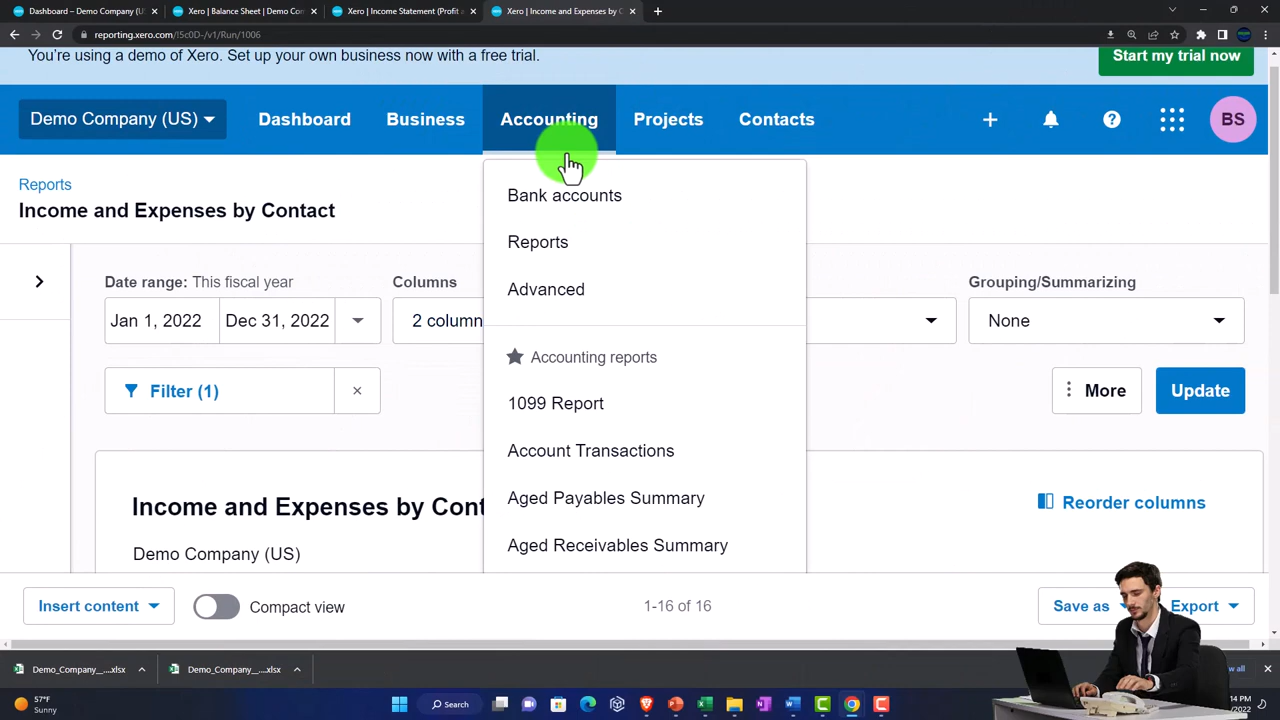 Dashboard – Demo Company (US)
Xero | Balance Sheet | Demo Com
Xero | Income Statement (Profit a
Xero | Income and Expenses by C
reporting.xero.com/!5c0D-/v1/Run/1006
You're using a demo of Xero. Set up your own business now with a free trial.
Start my trial now
Demo Company (US)
Dashboard
Business
Accounting
Projects
Contacts
BS
Reports
Income and Expenses by Contact
Bank accounts
Reports
Advanced
Accounting reports
1099 Report
Account Transactions
Aged Payables Summary
Aged Receivables Summary
Date range: This fiscal year
Columns
Grouping/Summarizing
Jan 1, 2022
Dec 31, 2022
2 column
None
Filter (1)
More
Update
Income and Expenses by Cont
Reorder columns
Demo Company (US)
Insert content
Compact view
1-16 of 16
Save as
Export
Demo_Company__....xlsx
Demo_Company__....xlsx
57°F
Sunny
Search